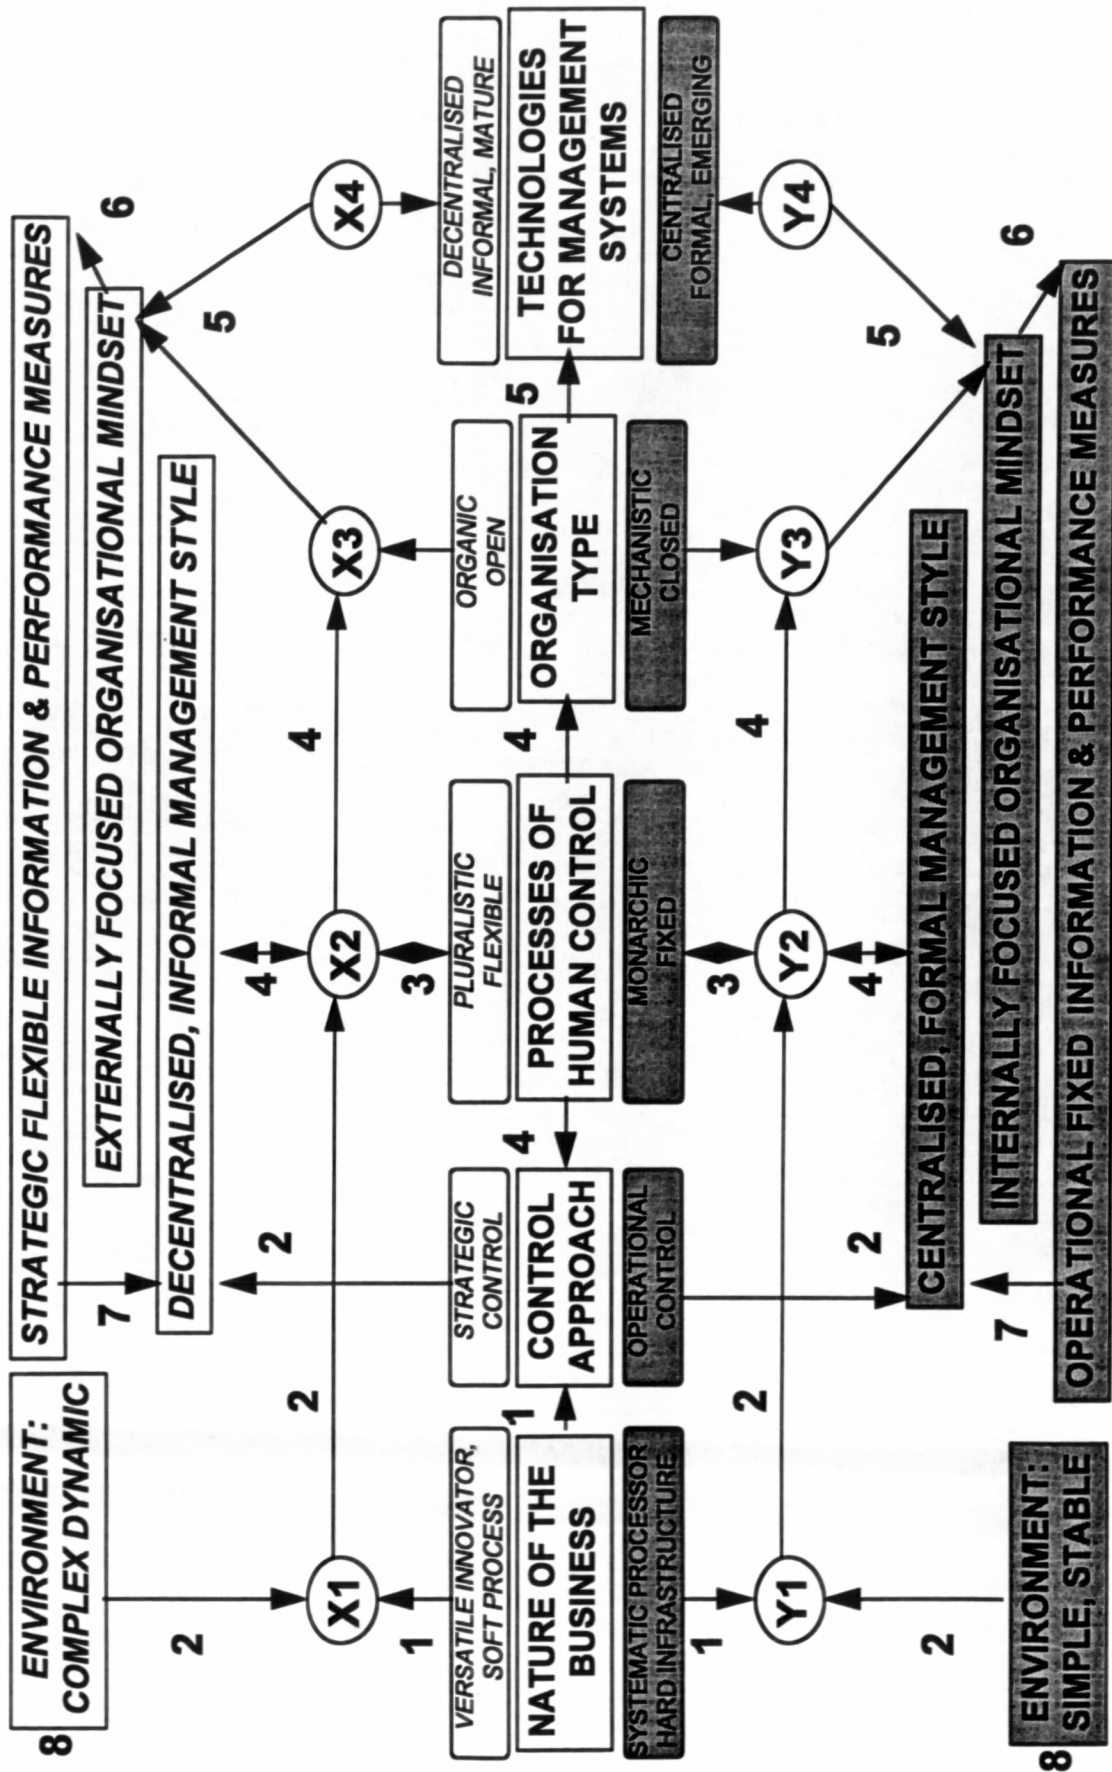 8
ENVIRONMENT:
COMPLEX DYNAMIC
STRATEGIC FLEXIBLE INFORMATION & PERFORMANCE MEASURES
6
7
EXTERNALLY FOCUSED ORGANISATIONAL MINDSET
DECENTRALISED, INFORMAL MANAGEMENT STYLE
5
2
2
4
X1
2
X2
4
X3
X4
1
3
VERSATILE INNOVATOR,
SOFT PROCESS
STRATEGIC
CONTROL
PLURALISTIC
FLEXIBLE
ORGANIC
OPEN
DECENTRALISED
INFORMAL, MATURE
NATURE OF THE
BUSINESS
1
CONTROL
APPROACH
4
PROCESSES OF
HUMAN CONTROL
4
ORGANISATION
TYPE
5
TECHNOLOGIES
FOR MANAGEMENT
SYSTEMS
SYSTEMATIC PROCESSOR
HARD INFRASTRUCTURE
OPERATIONAL
CONTROL
MONARCHIC
FIXED
MECHANISTIC
CLOSED
CENTRALISED
FORMAL, EMERGING
1
3
Y1
2
Y2
4
Y3
Y4
2
2
4
5
CENTRALISED, FORMAL MANAGEMENT STYLE
INTERNALLY FOCUSED ORGANISATIONAL MINDSET
7
6
ENVIRONMENT:
SIMPLE, STABLE
8
OPERATIONAL FIXED INFORMATION & PERFORMANCE MEASURES